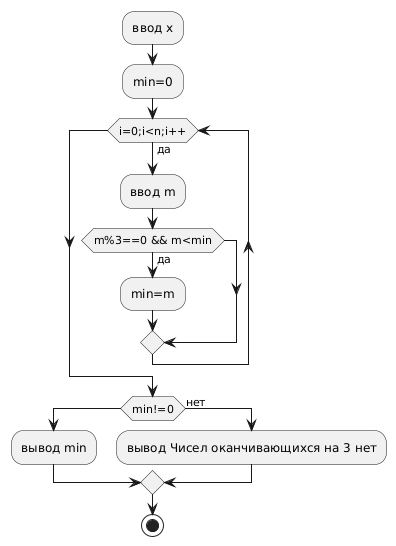 ввод x
min=0
i=0;i<n;i++
да
ввод m
m%3==0 && m<min
да
min=m
min!=0
нет
вывод min
вывод Чисел оканчивающихся на 3 нет